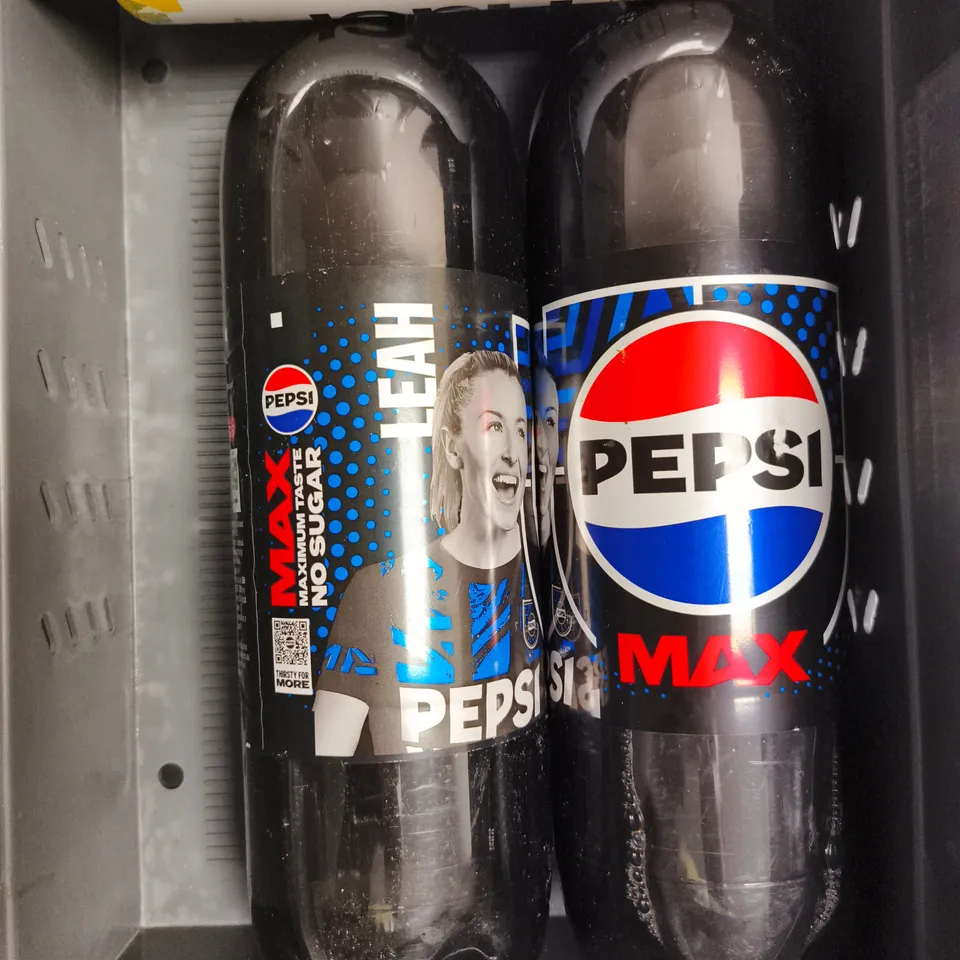 LEAH
PEPSI
MAX
MAXIMUM TASTE
NO SUGAR
THIRSTY FOR
MORE
PEPSI
PEPSI
MAX